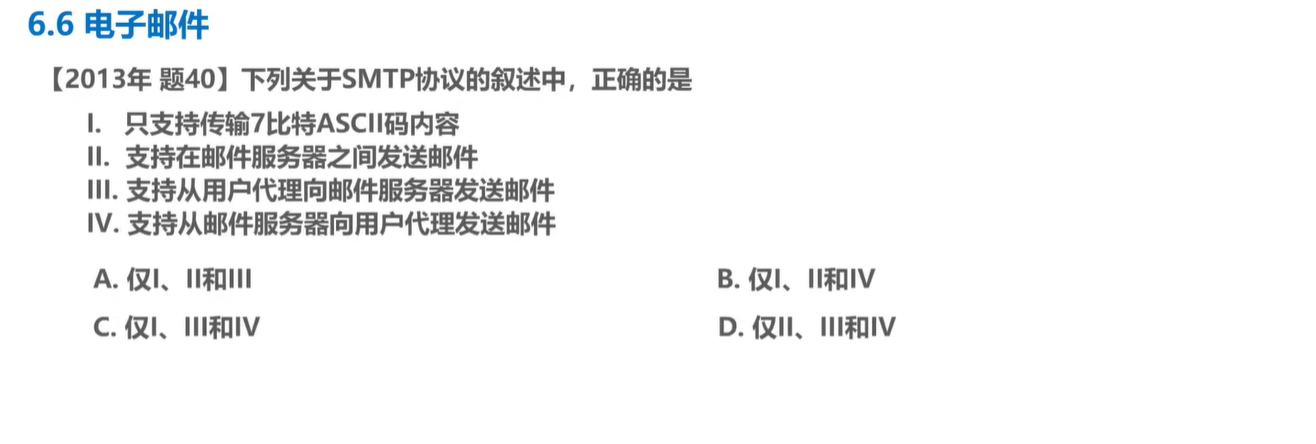 6.6 电子邮件
【2013年 题40】下列关于SMTP协议的叙述中，正确的是
I. 只支持传输7比特ASCII码内容
II. 支持在邮件服务器之间发送邮件
III. 支持从用户代理向邮件服务器发送邮件
IV. 支持从邮件服务器向用户代理发送邮件
A. 仅I、II和III B. 仅I、II和IV
C. 仅I、III和IV D. 仅II、III和IV